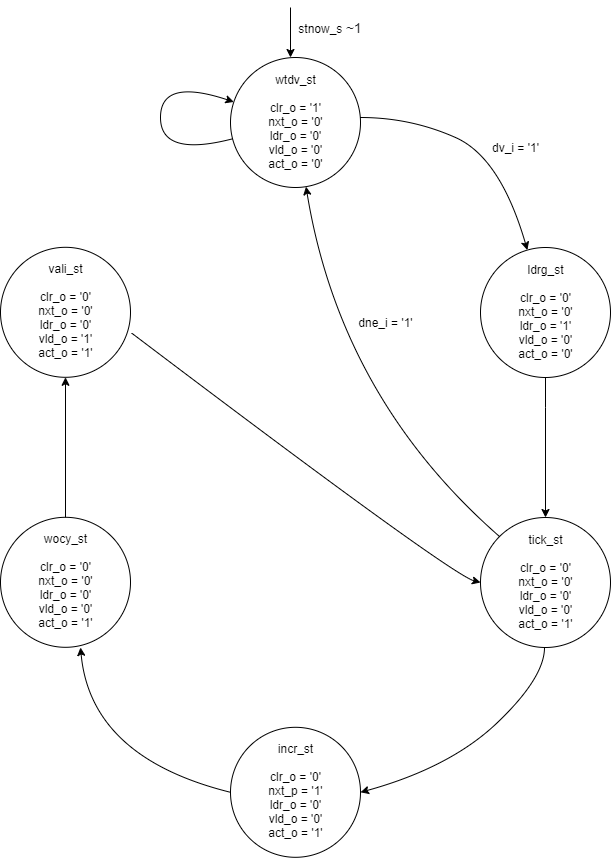 stnow_s ~1
wtdv_st
clr_o = '1'
nxt_o = '0'
ldr_o = '0'
vld_o = '0'
act_o = '0'
dv_i = '1'
vali_st
clr_o = '0'
nxt_o = '0'
ldr_o = '0'
vld_o = '1'
act_o = '1'
ldrg_st
clr_o = '0'
nxt_o = '0'
ldr_o = '1'
vld_o = '0'
act_o = '0'
dne_i = '1'
wocy_st
clr_o = '0'
nxt_o = '0'
ldr_o = '0'
vld_o = '0'
act_o = '1'
tick_st
clr_o = '0'
nxt_o = '0'
ldr_o = '0'
vld_o = '0'
act_o = '1'
incr_st
clr_o = '0'
nxt_p = '1'
ldr_o = '0'
vld_o = '0'
act_o = '1'